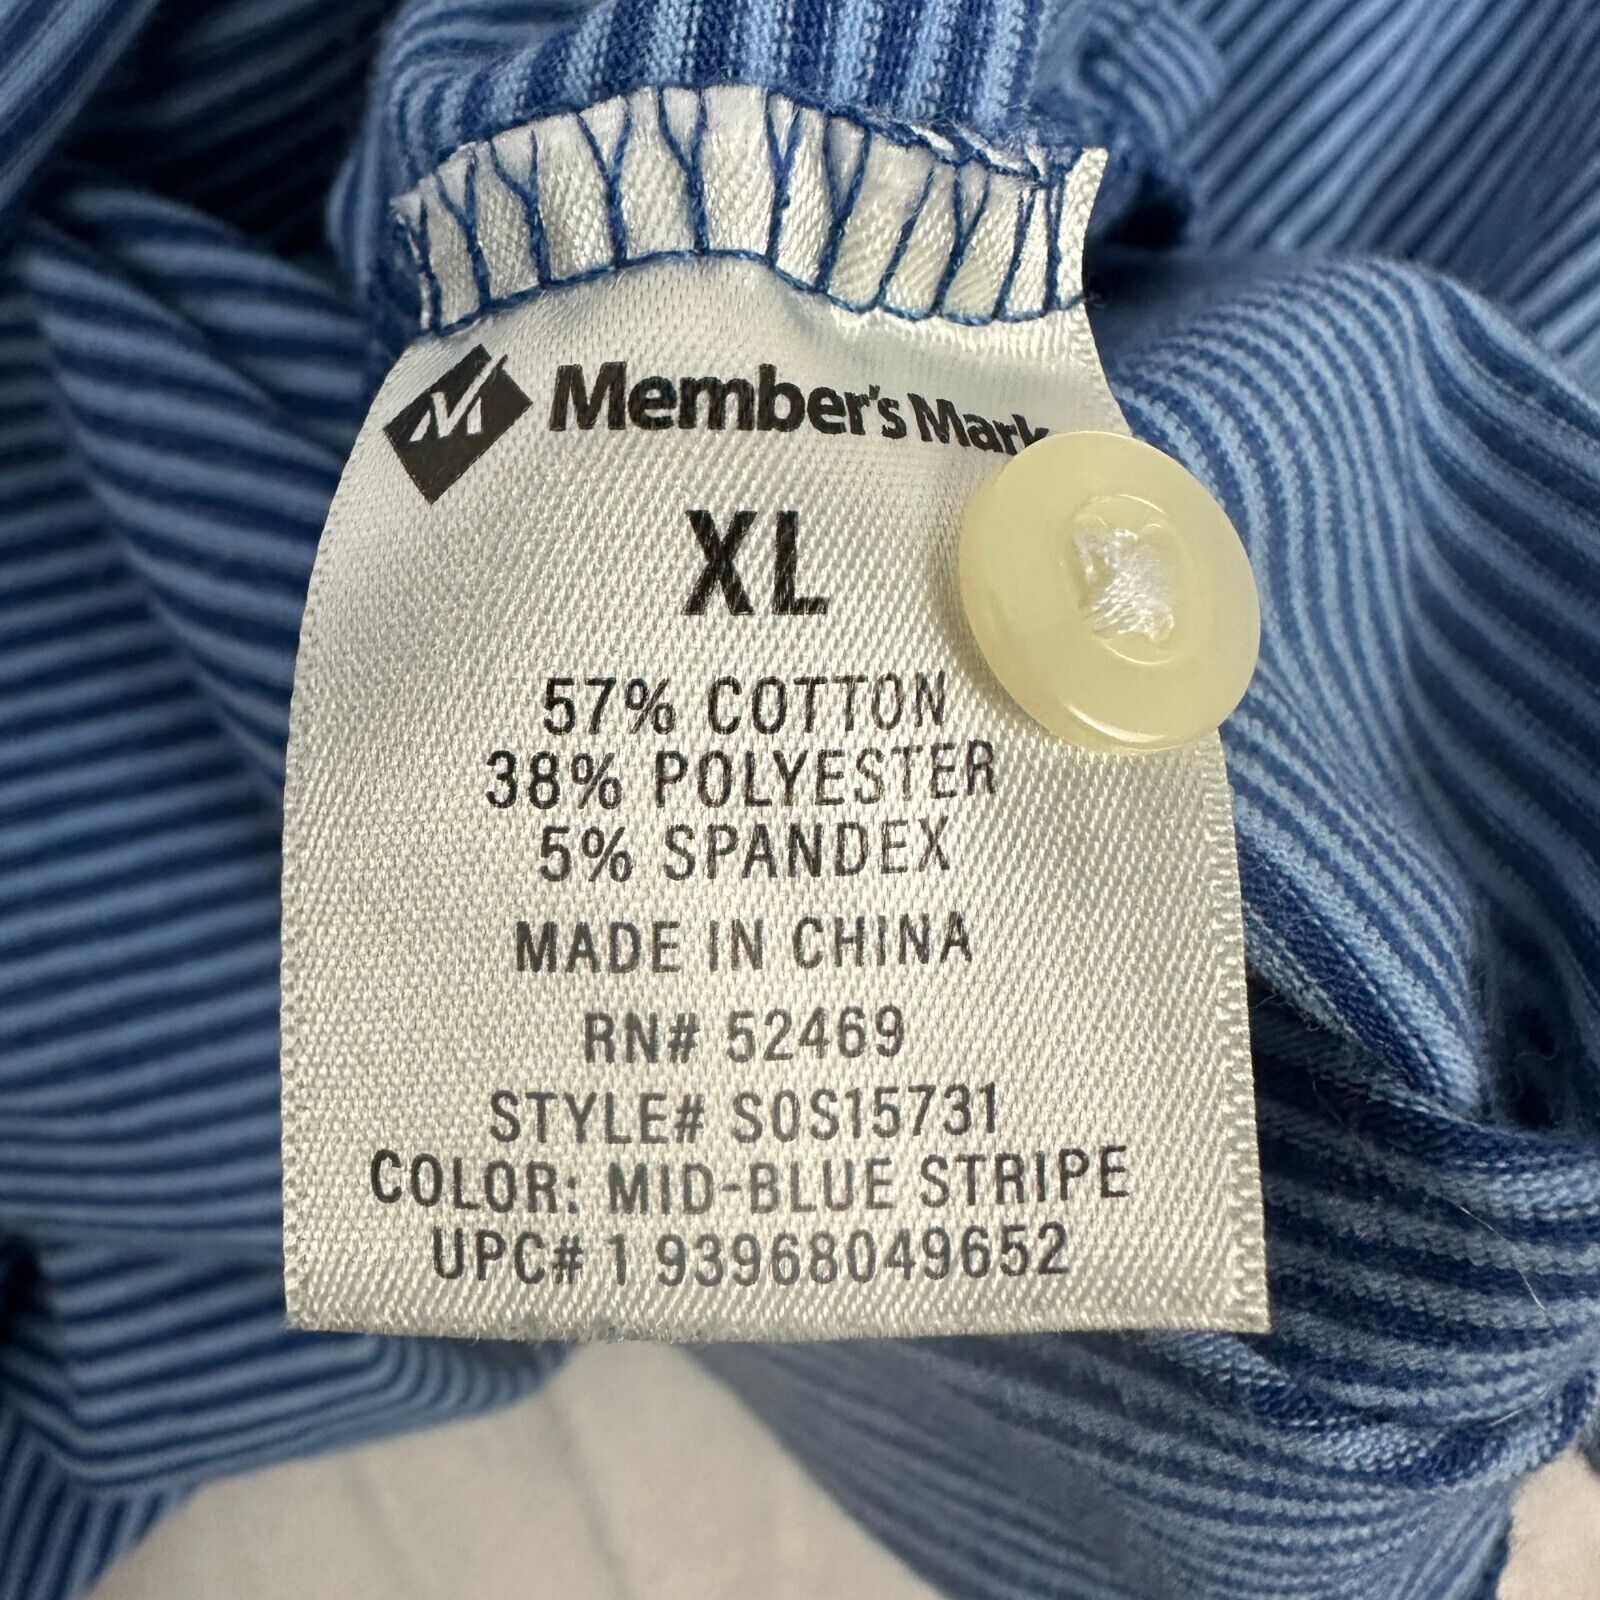 Member's Mark
XL
57% COTTON
38% POLYESTER
5% SPANDEX
MADE IN CHINA
RN# 52469
STYLE# S0S15731
COLOR: MID-BLUE STRIPE
UPC# 1 93968049652